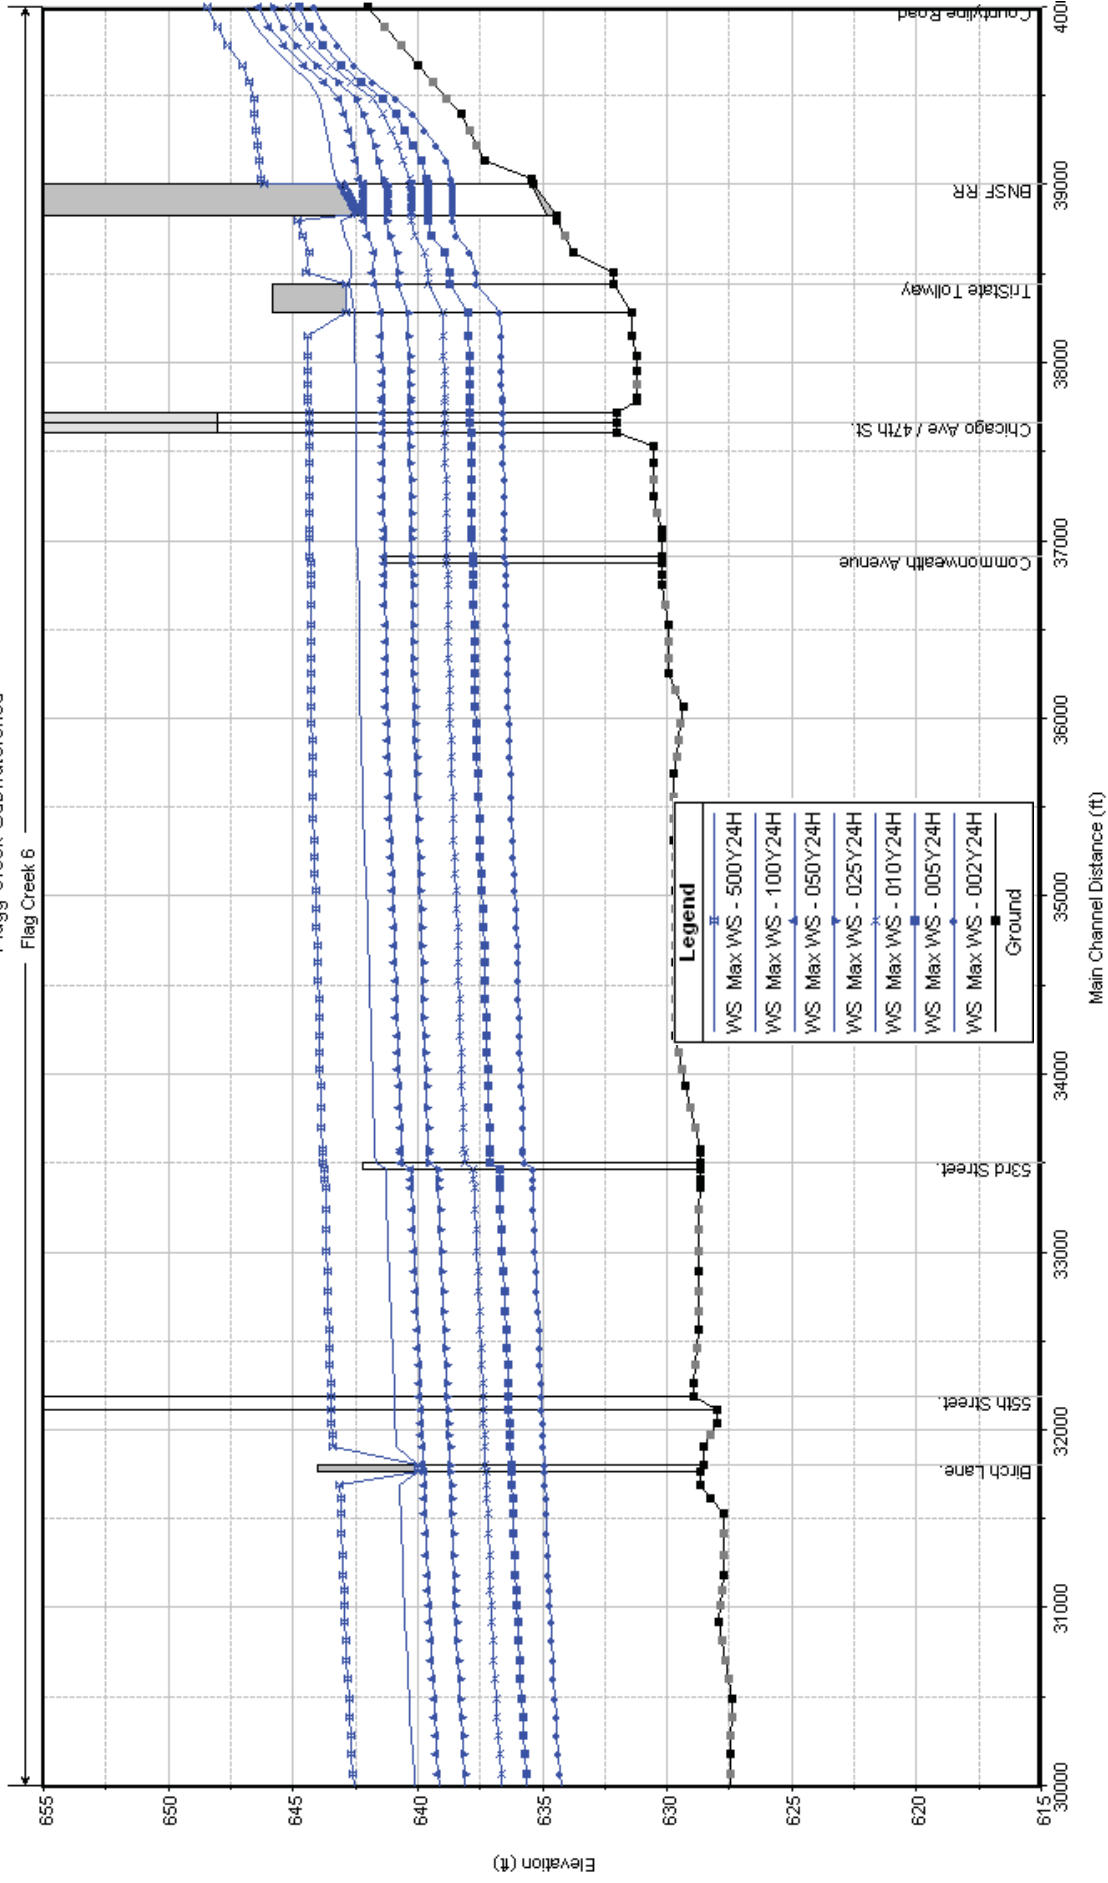 Flag Creek 6
Elevation (ft)
655
650
645
640
635
630
625
620
615
30000
31000
32000
33000
34000
35000
36000
37000
38000
39000
4000
Main Channel Distance (ft)
Birch Lane.
55th Street.
53rd Street.
Commonwealth Avenue
Chicago Ave / 47th St.
TriState Tollway
BNSF RR
Countyline Road
Legend
WS Max WS - 500Y24H
WS Max WS - 100Y24H
WS Max WS - 050Y24H
WS Max WS - 025Y24H
WS Max WS - 010Y24H
WS Max WS - 005Y24H
WS Max WS - 002Y24H
Ground